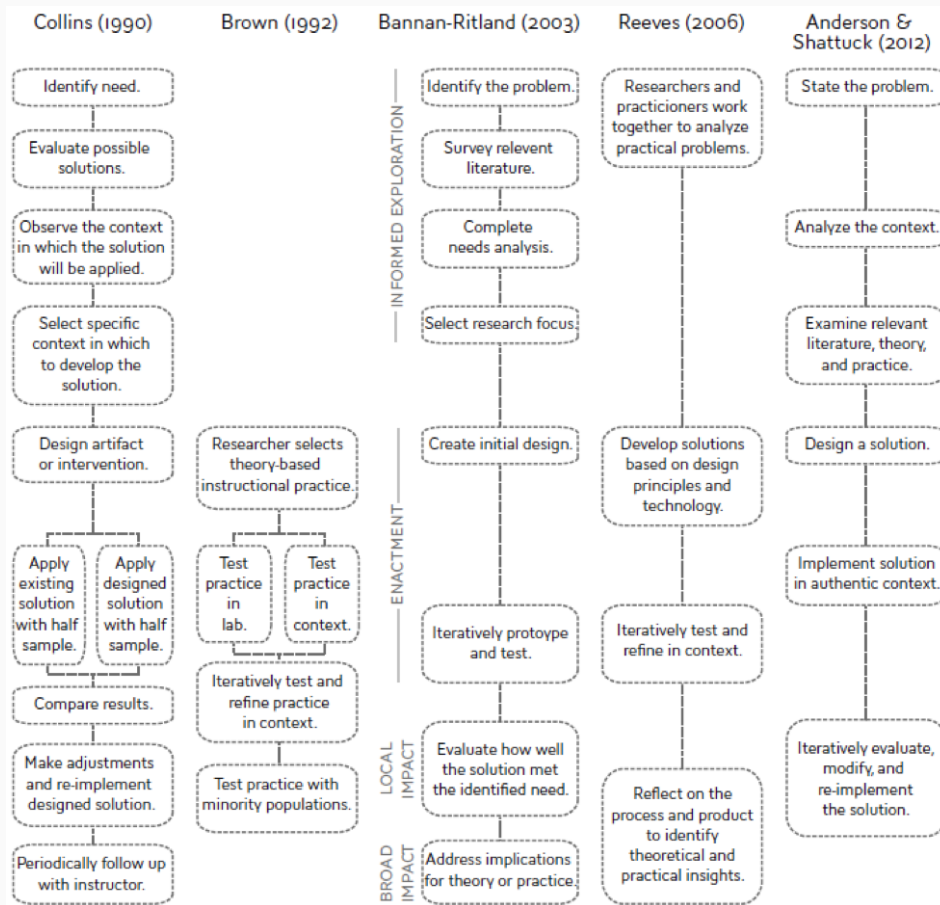 Collins (1990)
Identify need.
Evaluate possible
solutions.
Observe the context
in which the solution
will be applied.
Select specific
context in which
to develop the
solution.
Design artifact
or intervention.
Apply
existing
solution
with half
sample.
Apply
designed
solution
with half
sample.
Compare results.
Make adjustments
and re-implement
designed solution.
Periodically follow up
with instructor.
Brown (1992)
Researcher selects
theory-based
instructional practice.
Test
practice
in
lab.
Test
practice
in
context.
Iteratively test and
refine practice
in context.
Test practice with
minority populations.
Bannan-Ritland (2003)
INFORMED EXPLORATION
Identify the problem.
Survey relevent
literature.
Complete
needs analysis.
Select research focus.
ENACTMENT
Create initial design.
Iteratively protoype
and test.
LOCAL
IMPACT
Evaluate how well
the solution met
the identified need.
BROAD
IMPACT
Address implications
for theory or practice.
Reeves (2006)
Researchers and
practicioners work
together to analyze
practical problems.
Develop solutions
based on design
principles and
technology.
Iteratively test and
refine in context.
Reflect on the
process and product
to identify
theoretical and
practical insights.
Anderson &
Shattuck (2012)
State the problem.
Analyze the context.
Examine relevant
literature, theory,
and practice.
Design a solution.
Implement solution
in authentic context.
Iteratively evaluate,
modify, and
re-implement
the solution.